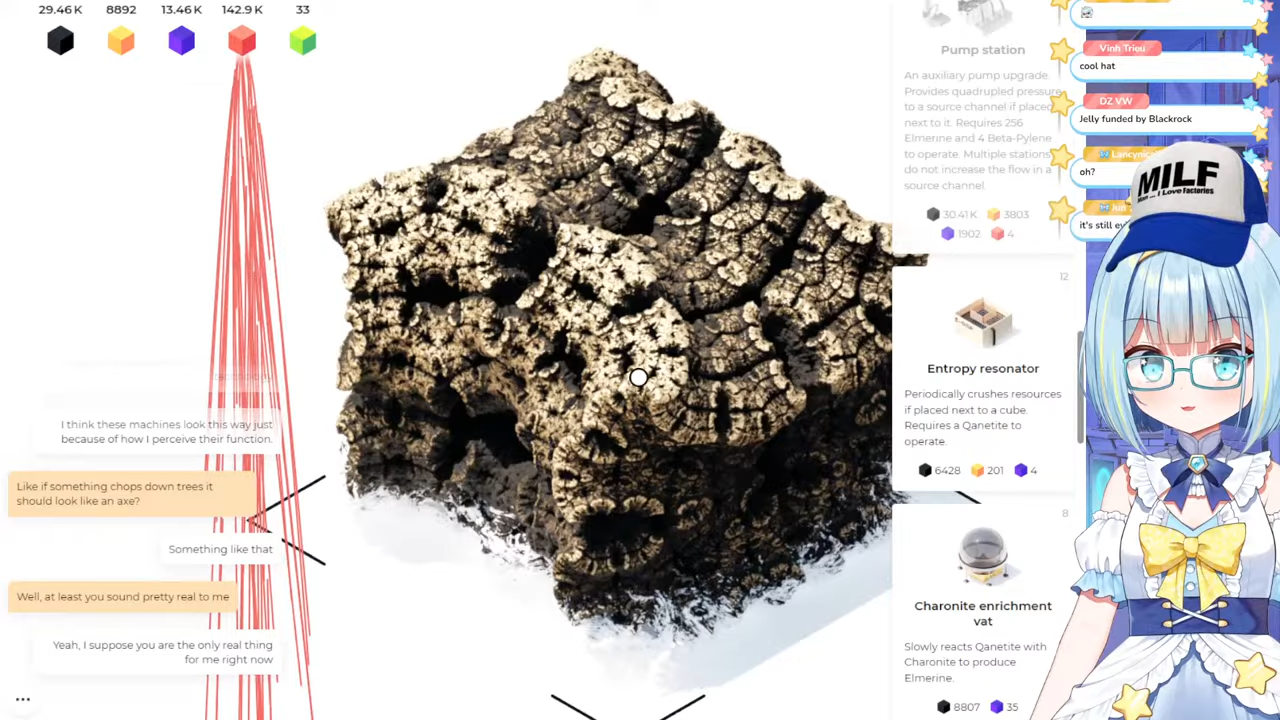 29.46 K 8892 13.46 K 142.9 K 33
I think these machines look this way just
because of how I perceive their function.
Like if something chops down trees it
should look like an axe?
Something like that
Well, at least you sound pretty real to me
Yeah, I suppose you are the only real thing
for me right now
...
Pump station
An auxiliary pump upgrade.
Provides quadrupled pressure
to a source channel if placed
next to it. Requires 256
Elmerine and 4 Beta-Pylene
to operate. Multiple stations
do not increase the flow in a
source channel.
30.41 K 3803
1902 4
12
Entropy resonator
Periodically crushes resources
if placed next to a cube.
Requires a Qanetite to
operate.
6428 201 4
8
Charonite enrichment
vat
Slowly reacts Qanetite with
Charonite to produce
Elmerine.
8807 35
Vinh Trieu
cool hat
DZ VW
Jelly funded by Blackrock
oh?
it's still
MILF
Man ... I Love Factories